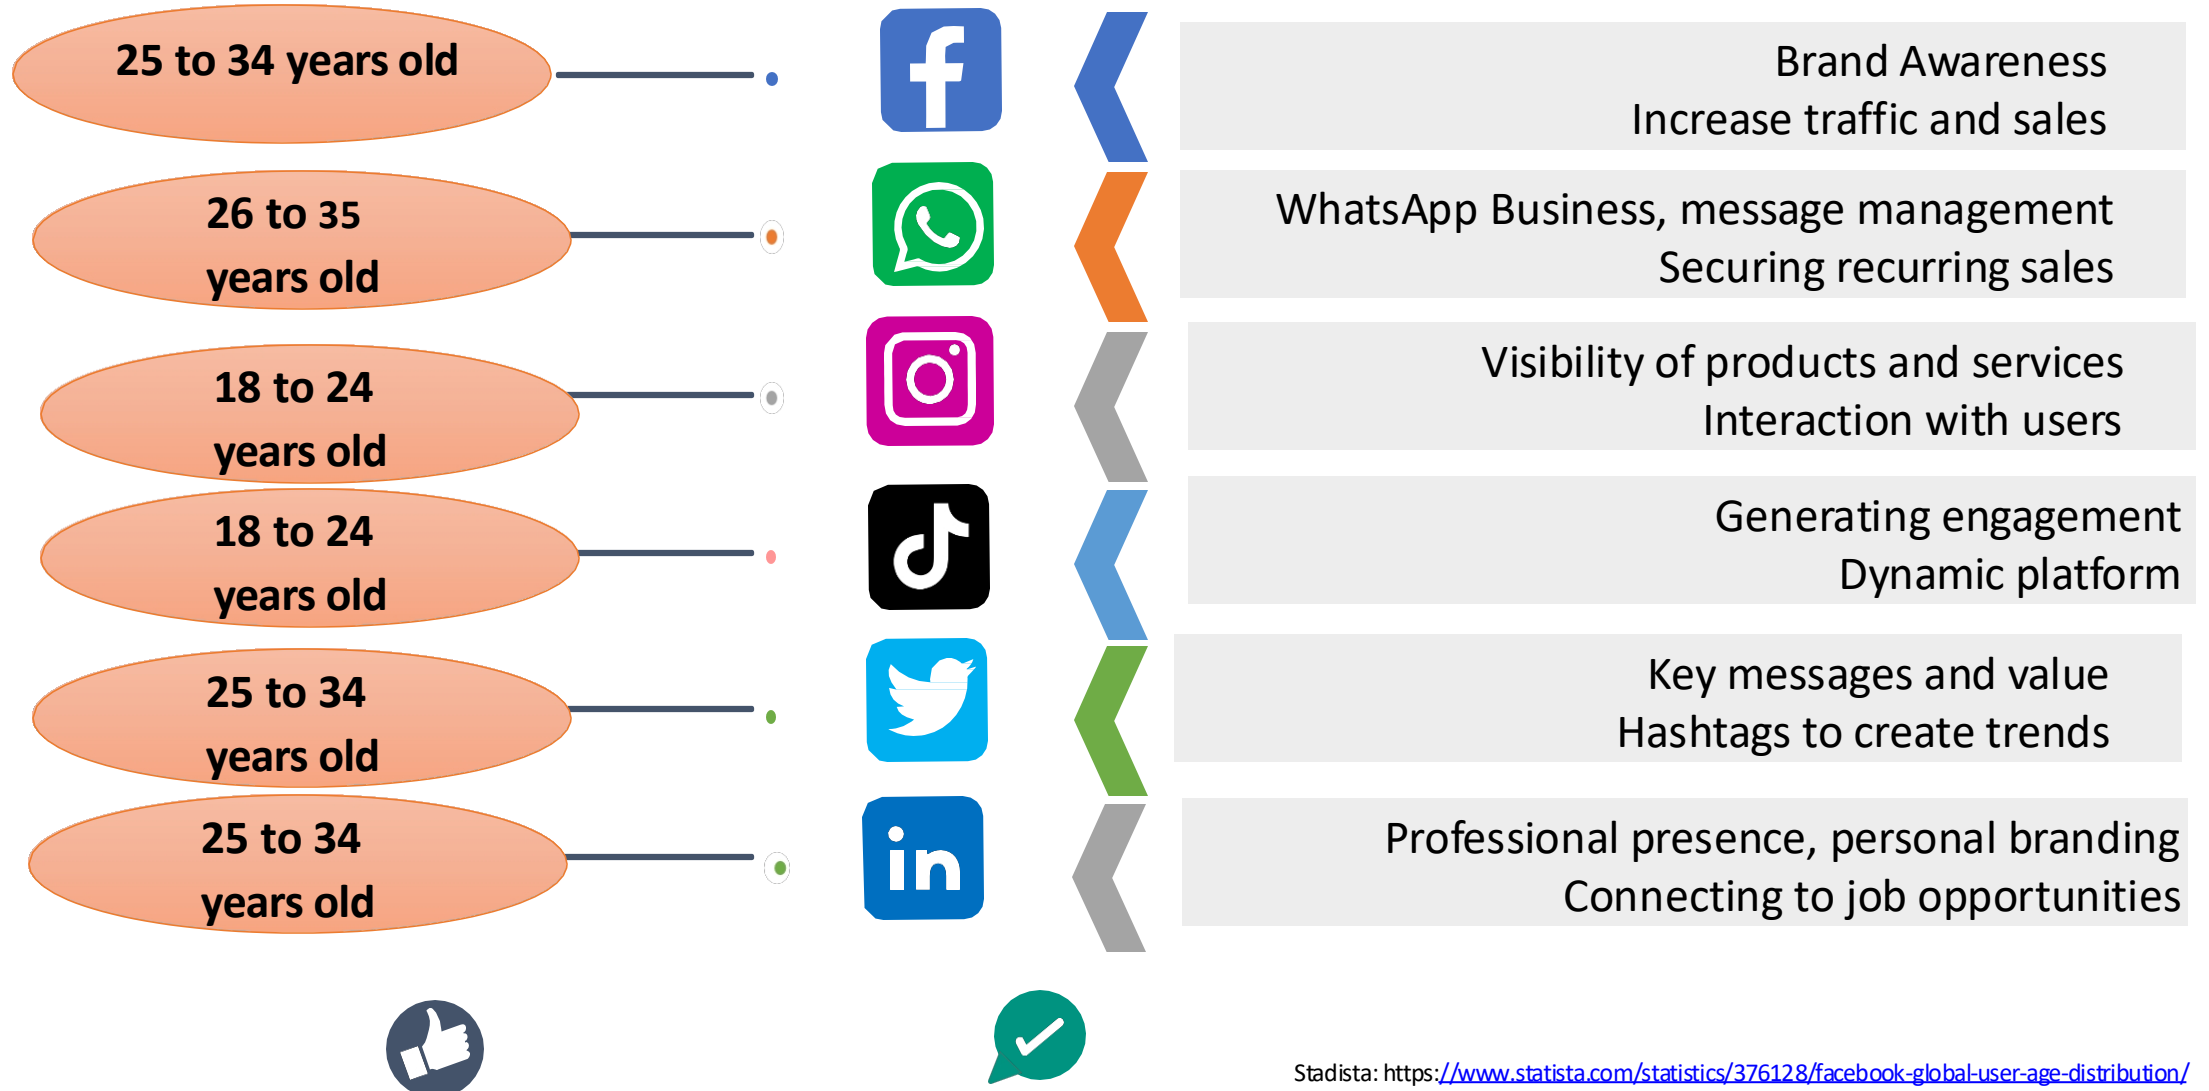 25 to 34 years old
Brand Awareness
Increase traffic and sales
26 to 35
years old
WhatsApp Business, message management
Securing recurring sales
18 to 24
years old
Visibility of products and services
Interaction with users
18 to 24
years old
Generating engagement
Dynamic platform
25 to 34
years old
Key messages and value
Hashtags to create trends
25 to 34
years old
in
Professional presence, personal branding
Connecting to job opportunities
Stadista: https://www.statista.com/statistics/376128/facebook-global-user-age-distribution/